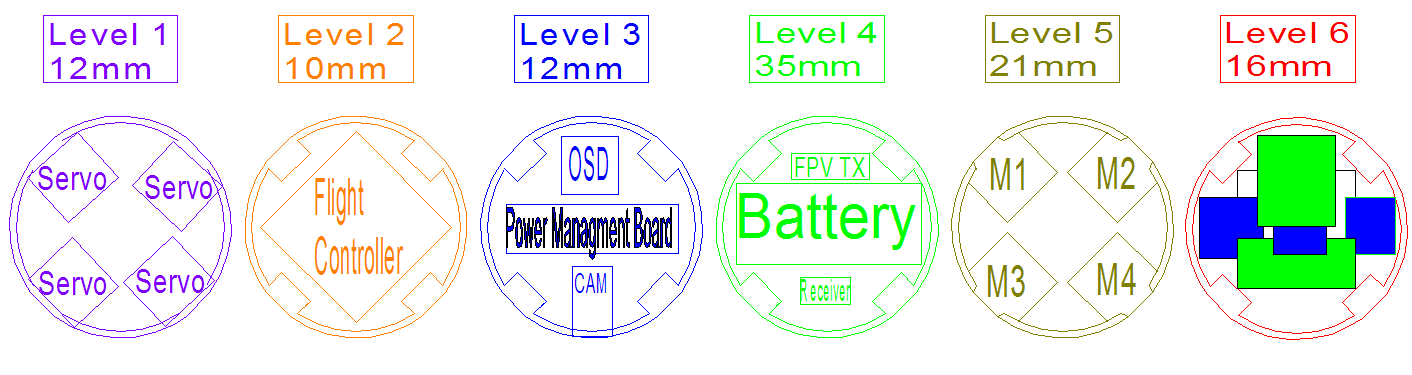 Level 1
12mm
Level 2
10mm
Level 3
12mm
Level 4
35mm
Level 5
21mm
Level 6
16mm
Servo
Servo
Servo
Servo
Flight
Controller
OSD
Power Managment Board
CAM
FPV TX
Battery
Receiver
M1
M2
M3
M4